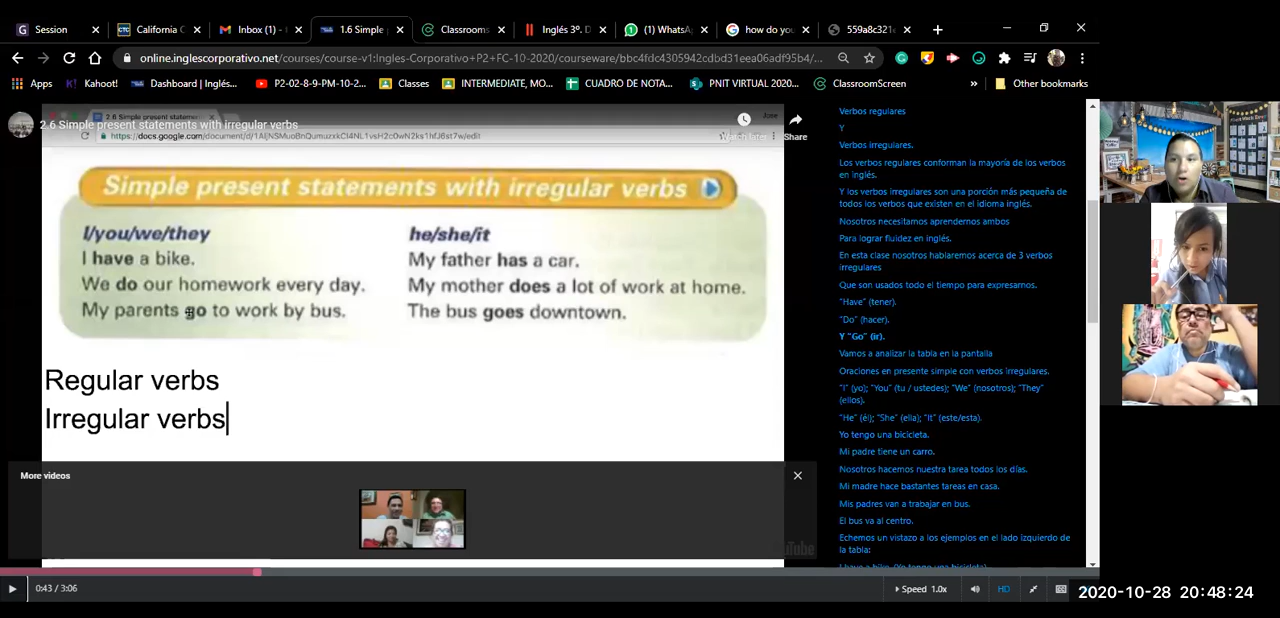 Session
California C
Inbox (1) -
1.6 Simple
Classrooms
Inglés 3º. D
(1) WhatsA
how do you
559a8c321
online.inglescorporativo.net/courses/course-v1:Ingles-Corporativo+P2+FC-10-2020/courseware/bbc4fdc4305942cdbd31eea06adf95b4/...
Apps
Kahoot!
Dashboard | Inglés...
P2-02-8-9-PM-10-2...
Classes
INTERMEDIATE, MO...
CUADRO DE NOTA...
PNIT VIRTUAL 2020...
ClassroomScreen
»
Other bookmarks
2.6 Simple present statements with irregular verbs
Share
Simple present statements with irregular verbs
I/you/we/they
I have a bike.
We do our homework every day.
My parents go to work by bus.
he/she/it
My father has a car.
My mother does a lot of work at home.
The bus goes downtown.
Regular verbs
Irregular verbs
More videos
0:43 / 3:06
Speed 1.0x
HD
Verbos regulares
Y
Verbos irregulares.
Los verbos regulares conforman la mayoría de los verbos
en inglés.
Y los verbos irregulares son una porción más pequeña de
todos los verbos que existen en el idioma inglés.
Nosotros necesitamos aprendernos ambos
Para lograr fluidez en inglés.
En esta clase nosotros hablaremos acerca de 3 verbos
irregulares
Que son usados todo el tiempo para expresarnos.
"Have" (tener).
"Do" (hacer).
Y "Go" (ir).
Vamos a analizar la tabla en la pantalla
Oraciones en presente simple con verbos irregulares.
"I" (yo); "You" (tu / ustedes); "We" (nosotros); "They"
(ellos).
"He" (él); "She" (ella); "It" (este/esta).
Yo tengo una bicicleta.
Mi padre tiene un carro.
Nosotros hacemos nuestra tarea todos los días.
Mi madre hace bastantes tareas en casa.
Mis padres van a trabajar en bus.
El bus va al centro.
Echemos un vistazo a los ejemplos en el lado izquierdo de
la tabla:
2020-10-28 20:48:24